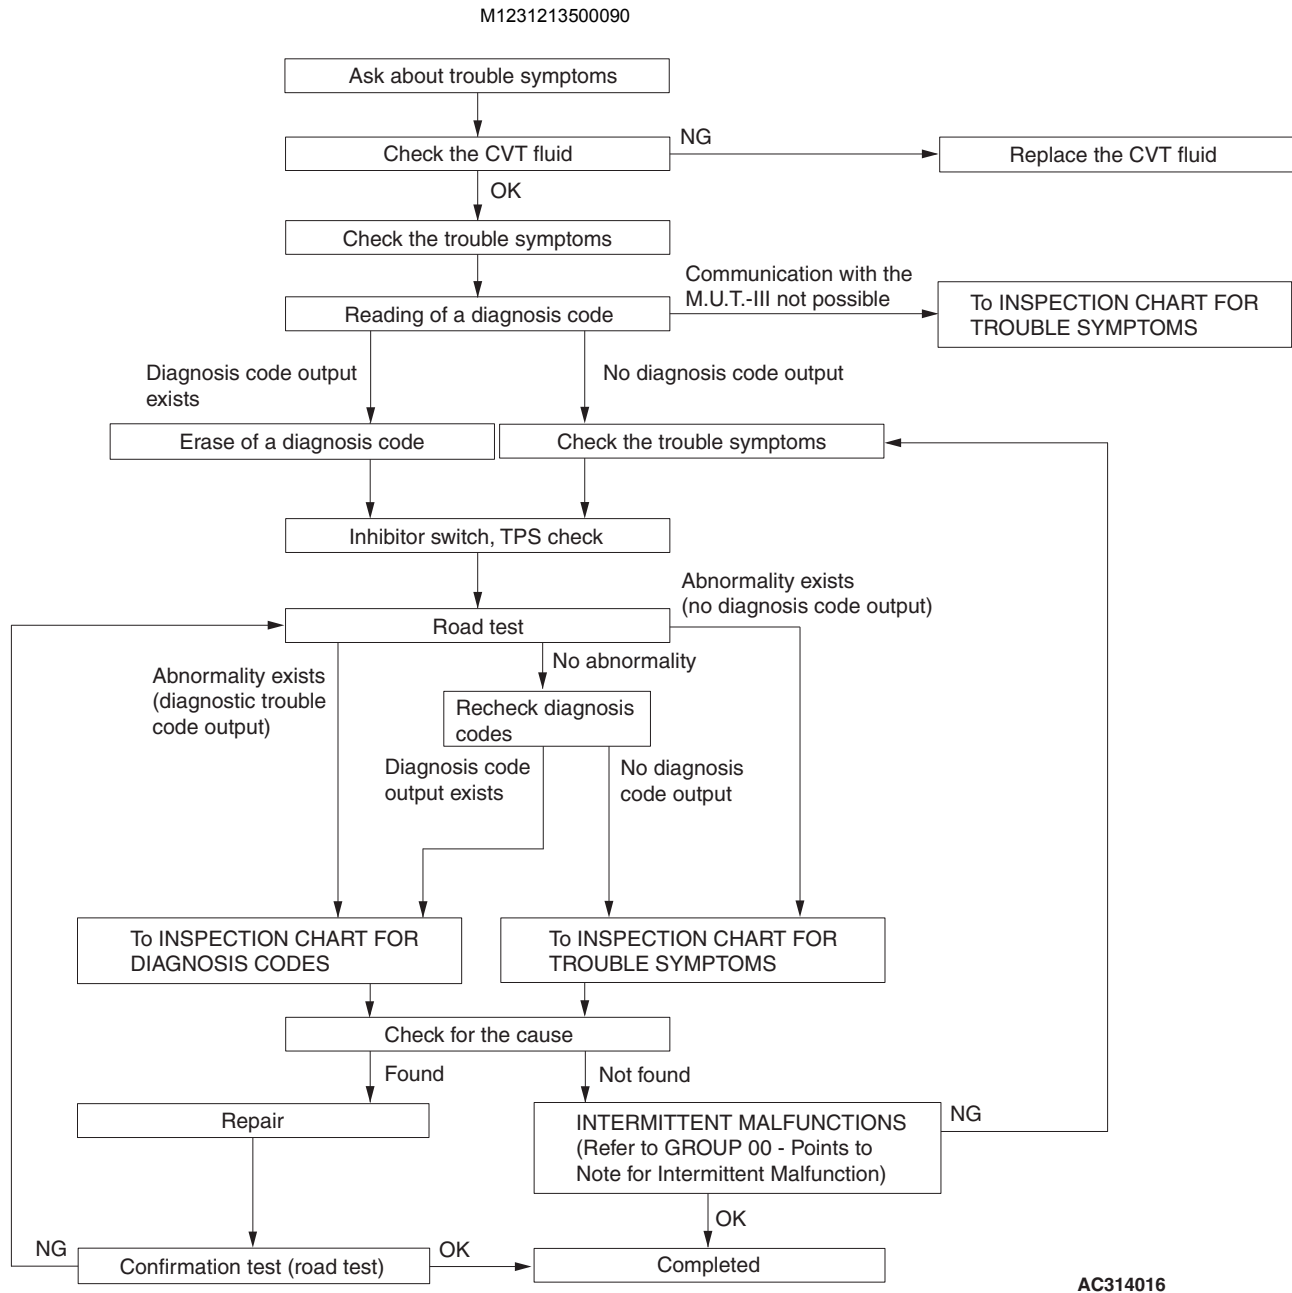 M1231213500090
Ask about trouble symptoms
Check the CVT fluid
NG
Replace the CVT fluid
OK
Check the trouble symptoms
Communication with the
M.U.T.-III not possible
Reading of a diagnosis code
To INSPECTION CHART FOR
TROUBLE SYMPTOMS
Diagnosis code output
exists
No diagnosis code output
Erase of a diagnosis code
Check the trouble symptoms
Inhibitor switch, TPS check
Abnormality exists
(no diagnosis code output)
Road test
Abnormality exists
(diagnostic trouble
code output)
No abnormality
Recheck diagnosis
codes
Diagnosis code
output exists
No diagnosis
code output
To INSPECTION CHART FOR
DIAGNOSIS CODES
To INSPECTION CHART FOR
TROUBLE SYMPTOMS
Check for the cause
Found
Not found
Repair
INTERMITTENT MALFUNCTIONS
(Refer to GROUP 00 - Points to
Note for Intermittent Malfunction)
NG
OK
NG
Confirmation test (road test)
OK
Completed
AC314016